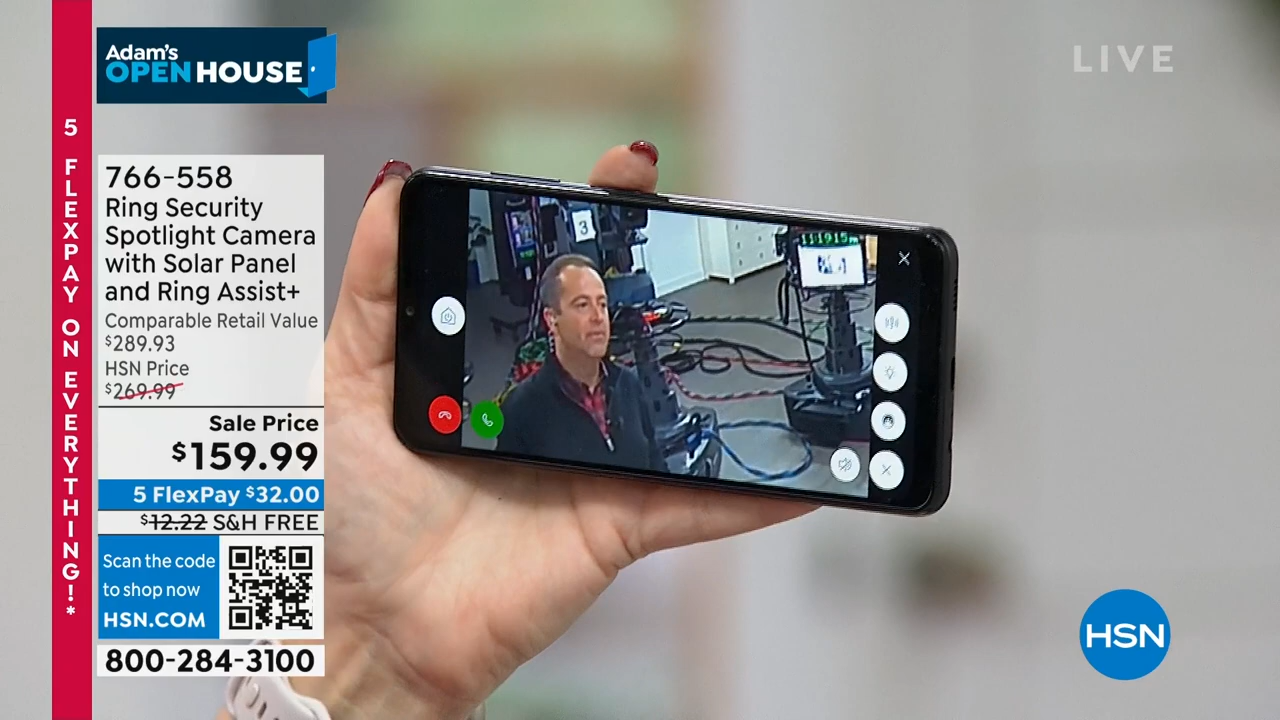 Adam's
OPEN HOUSE
LIVE
5 FLEXPAY ON EVERYTHING!*
766-558
Ring Security
Spotlight Camera
with Solar Panel
and Ring Assist+
Comparable Retail Value
$289.93
HSN Price
$269.99
Sale Price
$159.99
5 FlexPay $32.00
$12.22 S&H FREE
Scan the code
to shop now
HSN.COM
800-284-3100
3
HSN